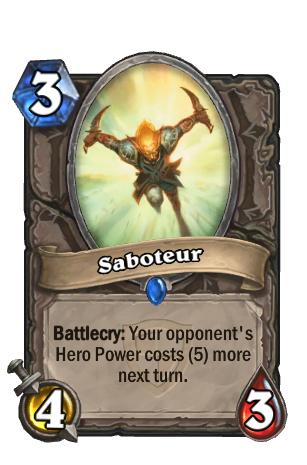 3
Saboteur
Battlecry: Your opponent's
Hero Power costs (5) more
next turn.
4
3